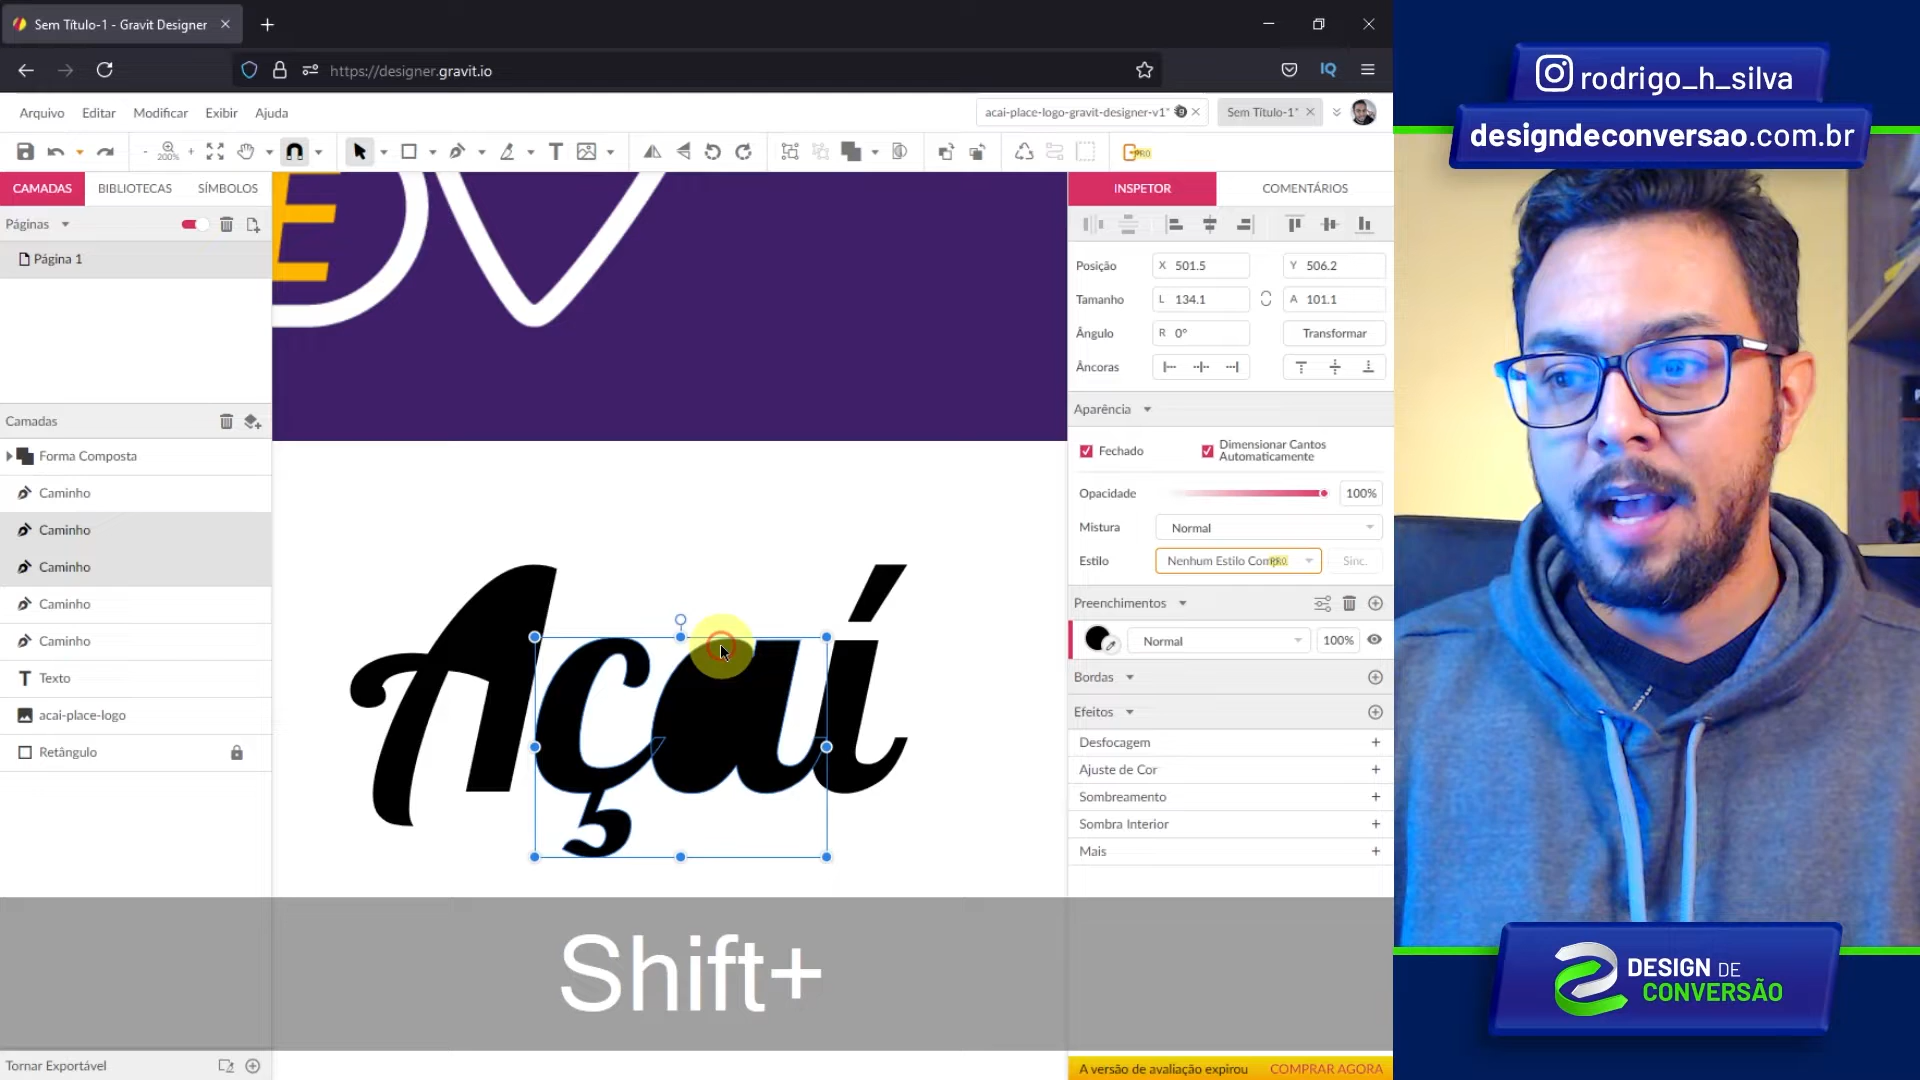 Sem Título-1 - Gravit Designer
https://designer.gravit.io
IQ
Arquivo Editar Modificar Exibir Ajuda
acai-place-logo-gravit-designer-v1*
Sem Título-1*
200%
PRO
CAMADAS BIBLIOTECAS SÍMBOLOS
Páginas
Página 1
Camadas
Forma Composta
Caminho
Caminho
Caminho
Caminho
Caminho
Texto
acai-place-logo
Retângulo
Tornar Exportável
E
Açaí
Shift+
INSPETOR COMENTÁRIOS
Posição X 501.5 Y 506.2
Tamanho L 134.1 A 101.1
Ângulo R 0° Transformar
Âncoras
Aparência
Fechado
Dimensionar Cantos
Automaticamente
Opacidade 100%
Mistura Normal
Estilo Nenhum Estilo Comp PRO Sinc.
Preenchimentos
Normal 100%
Bordas
Efeitos
Desfocagem
Ajuste de Cor
Sombreamento
Sombra Interior
Mais
A versão de avaliação expirou COMPRAR AGORA
rodrigo_h_silva
designdeconversao.com.br
DESIGN DE
CONVERSÃO